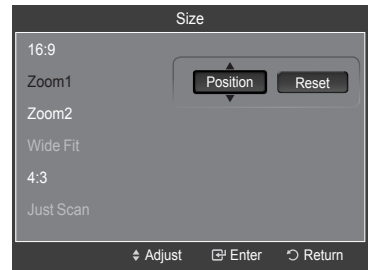 Size
16:9
Zoom1
Position Reset
Zoom2
Wide Fit
4:3
Just Scan
Adjust Enter Return